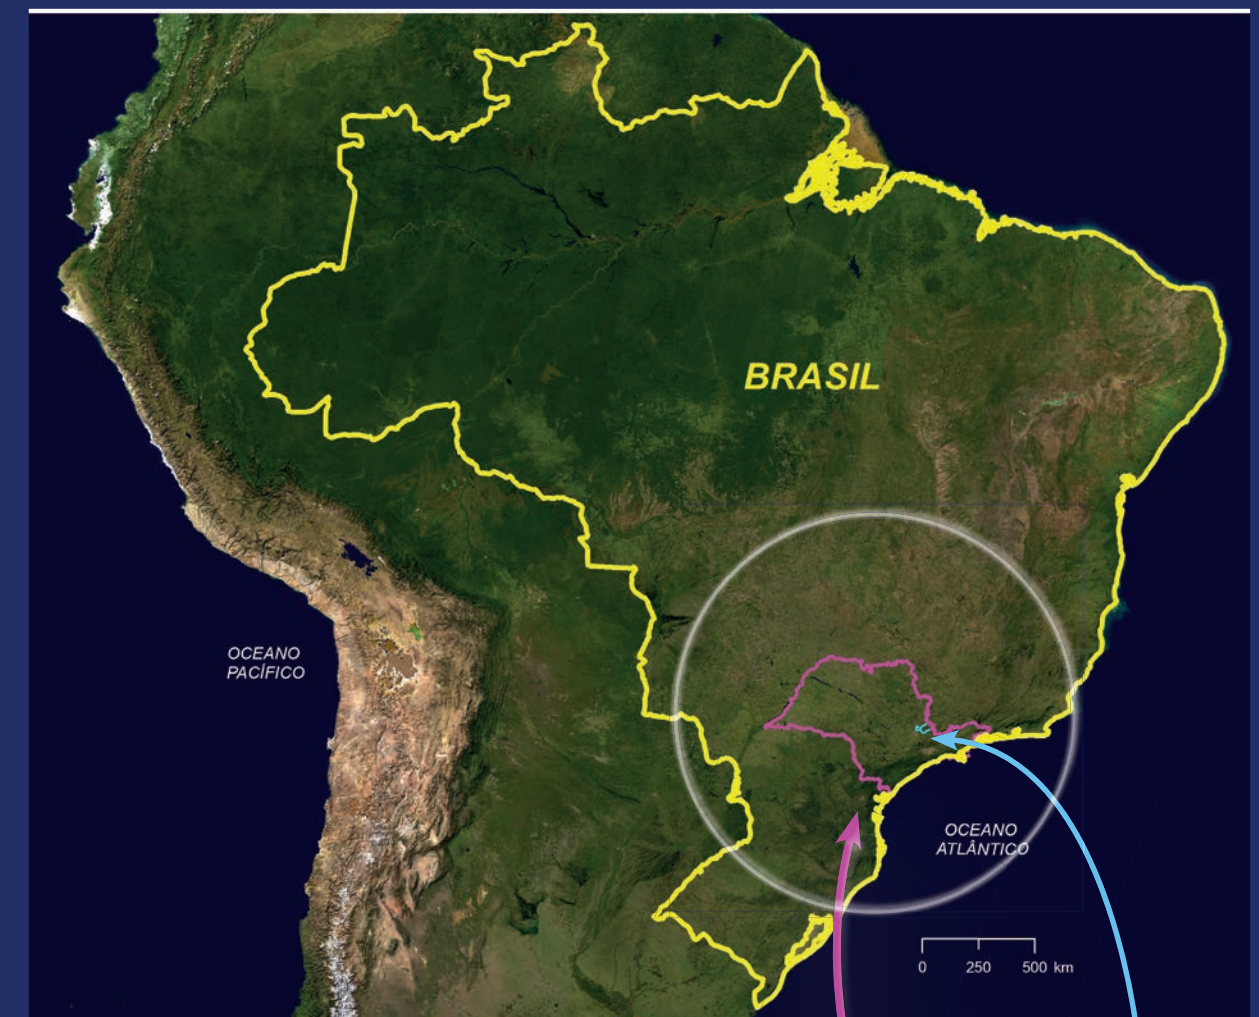 BRASIL
OCEANO
PACÍFICO
OCEANO
ATLÂNTICO
0 250 500 km